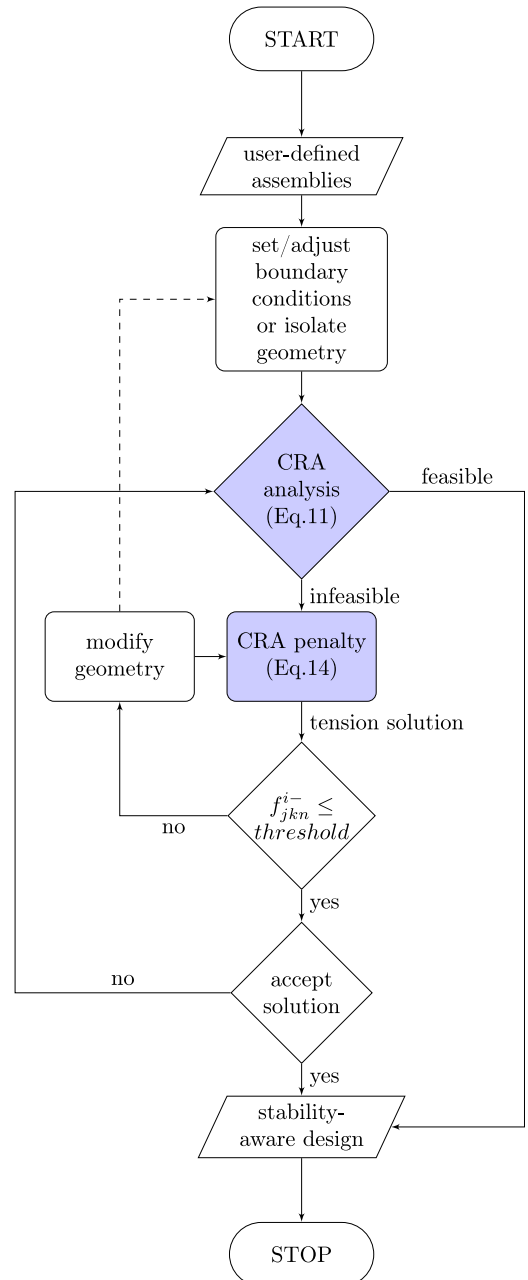 START
user-defined
assemblies
set/adjust
boundary
conditions
or isolate
geometry
CRA
analysis
(Eq.11)
feasible
infeasible
modify
geometry
CRA penalty
(Eq.14)
tension solution
f_{jkn}^{i-} ≤
threshold
no
yes
accept
solution
no
yes
stability-
aware design
STOP